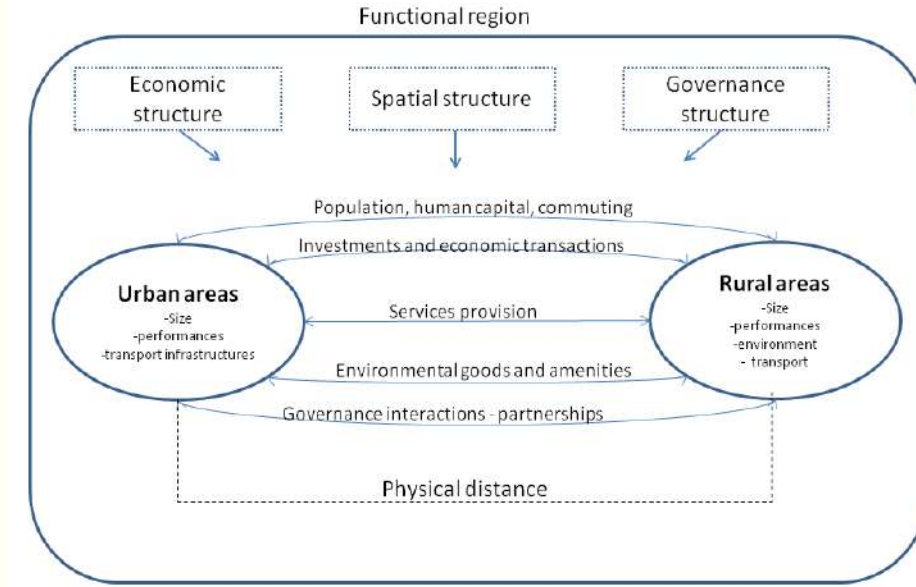 Functional region
Economic
structure
Spatial structure
Governance
structure
Population, human capital, commuting
Investments and economic transactions
Urban areas
-Size
-performances
-transport infrastructures
Services provision
Rural areas
-Size
-performances
-environment
- transport
Environmental goods and amenities
Governance interactions - partnerships
Physical distance